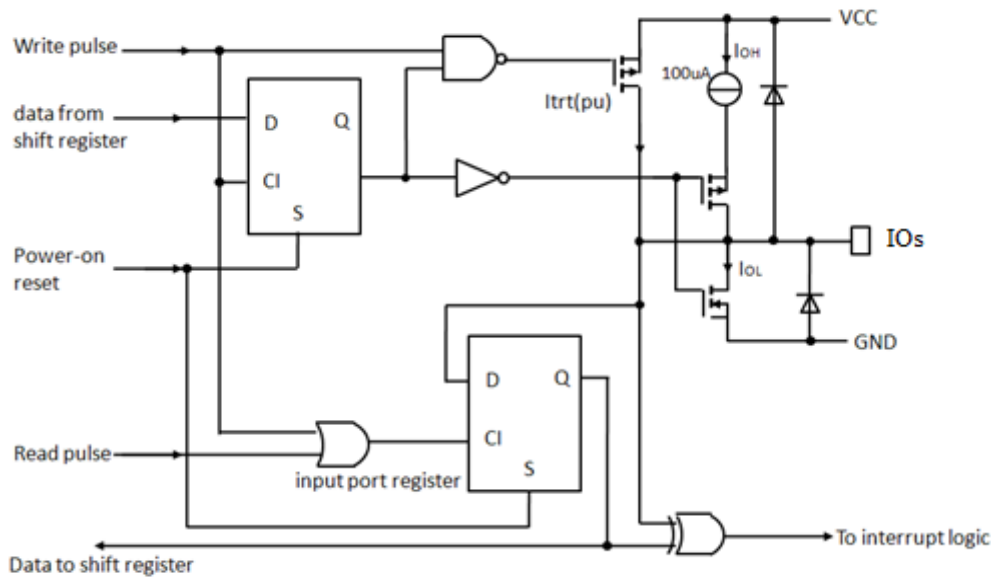 Write pulse
VCC
IOH
100uA
Itrt(pu)
data from
shift register
D
Q
CI
S
Power-on
reset
IOs
IOL
GND
D
Q
CI
S
Read pulse
input port register
To interrupt logic
Data to shift register